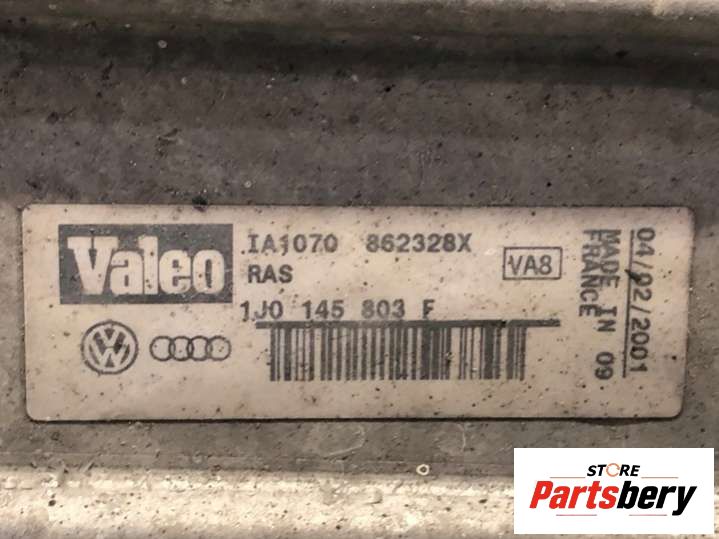 Valeo
IA1070 862328X
RAS
VA8
1J0 145 803 F
04/02/2001
MADE IN 09
FRANCE
STORE
Partsbery